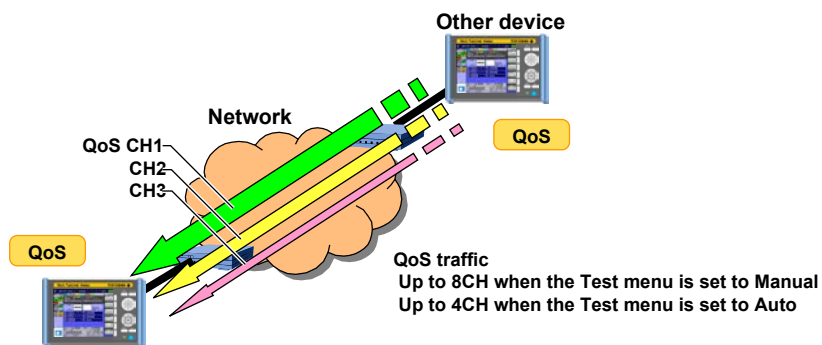 Other device
Network
QoS CH1
CH2
CH3
QoS
QoS
QoS traffic
Up to 8CH when the Test menu is set to Manual
Up to 4CH when the Test menu is set to Auto